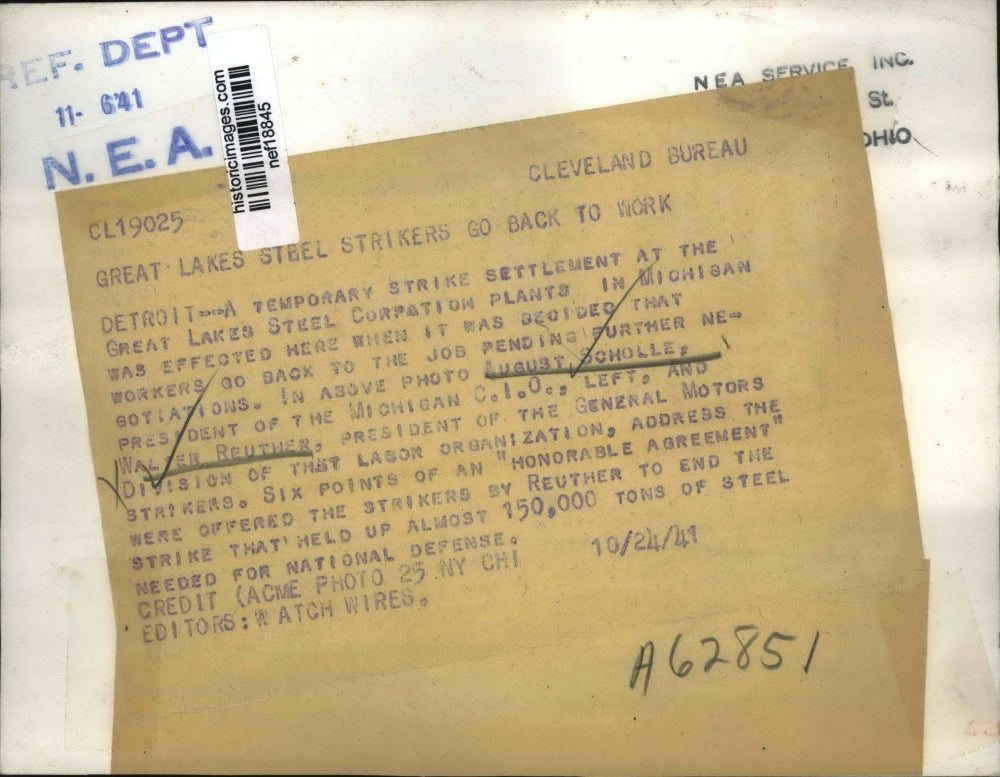 REF. DEPT
11- 6'41
N. E. A.
historicimages.com
nef18845
NEA SERVICE INC.
St.
OHIO
CLEVELAND BUREAU
CL19025
GREAT LAKES STEEL STRIKERS GO BACK TO WORK
DETROIT--A TEMPORARY STRIKE SETTLEMENT AT THE
GREAT LAKES STEEL CORPATION PLANTS IN MICHIGAN
WAS EFFECTED HERE WHEN IT WAS DECIDED THAT
WORKERS GO BACK TO THE JOB PENDING FURTHER NE-
GOTIATIONS. IN ABOVE PHOTO AUGUST SCHOLLE,
PRESIDENT OF THE MICHIGAN C.I.O., LEFT, AND
WALTER REUTHER, PRESIDENT OF THE GENERAL MOTORS
DIVISION OF THAT LABOR ORGANIZATION, ADDRESS THE
STRIKERS. SIX POINTS OF AN "HONORABLE AGREEMENT"
WERE OFFERED THE STRIKERS BY REUTHER TO END THE
STRIKE THAT HELD UP ALMOST 150,000 TONS OF STEEL
NEEDED FOR NATIONAL DEFENSE.
CREDIT (ACME PHOTO 25 NY CHI 10/24/41
EDITORS: WATCH WIRES.
A62851